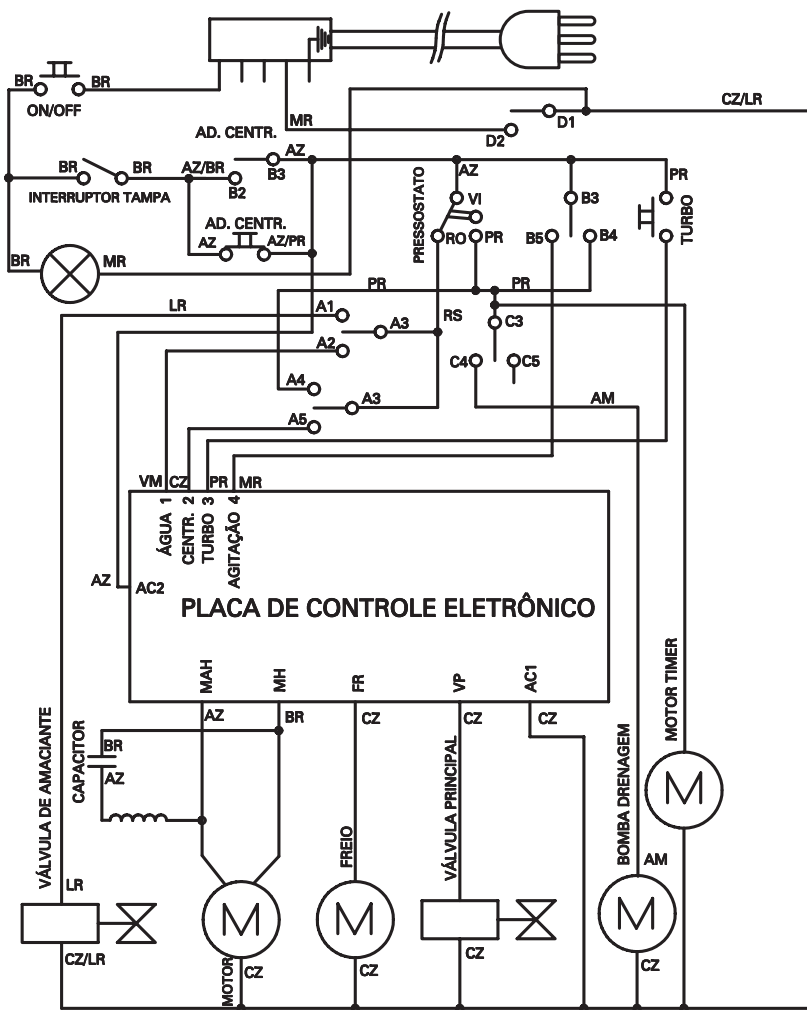 BR
BR
ON/OFF
CZ/LR
MR
D1
D2
AD. CENTR.
AZ
BR
BR
AZ/BR
B2
B3
INTERRUPTOR TAMPA
AD. CENTR.
AZ
AZ/PR
BR
MR
PRESSOSTATO
AZ
VI
RO
PR
B3
B5
B4
PR
TURBO
PR
PR
LR
A1
A3
RS
C3
A2
C4
C5
A4
A3
AM
A5
VM
CZ
PR
MR
ÁGUA 1
CENTR. 2
TURBO 3
AGITAÇÃO 4
AZ
AC2
PLACA DE CONTROLE ELETRÔNICO
MAH
MH
FR
VP
AC1
AZ
BR
CZ
CZ
CZ
CAPACITOR
BR
AZ
VÁLVULA DE AMACIANTE
LR
CZ/LR
FREIO
VÁLVULA PRINCIPAL
BOMBA DRENAGEM
MOTOR TIMER
M
AM
M
M
M
MOTOR
CZ
CZ
CZ
CZ